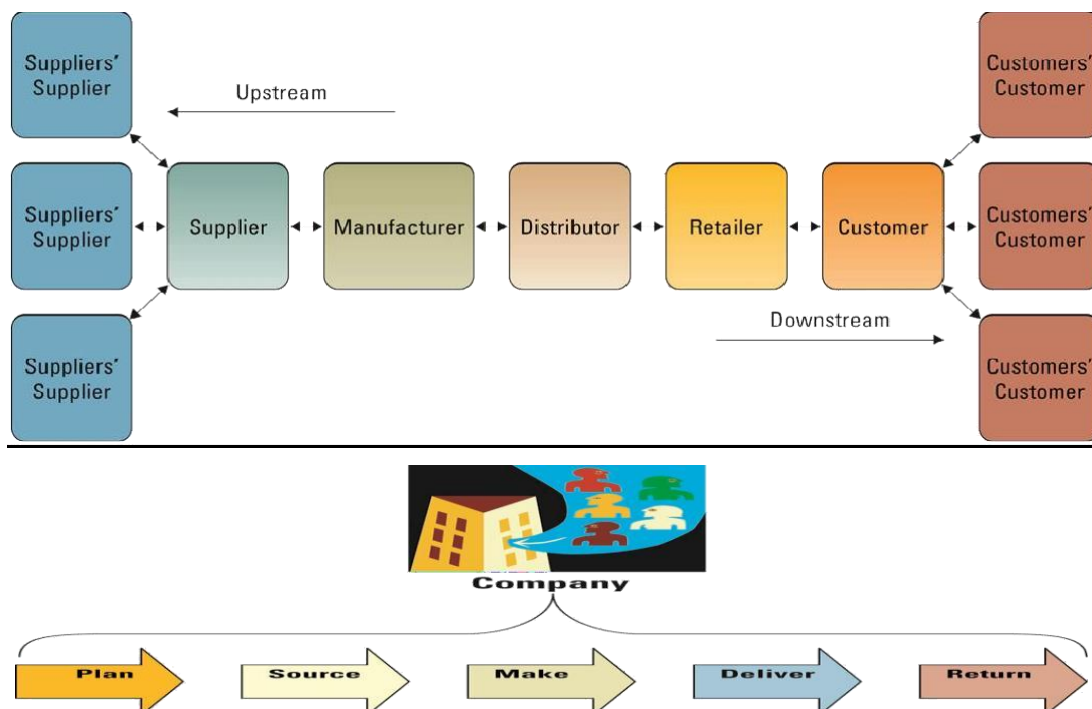 Suppliers'
Supplier
Customers'
Customer
Upstream
Suppliers'
Supplier
Supplier
Manufacturer
Distributor
Retailer
Customer
Customers'
Customer
Downstream
Suppliers'
Supplier
Customers'
Customer
Company
Plan
Source
Make
Deliver
Return